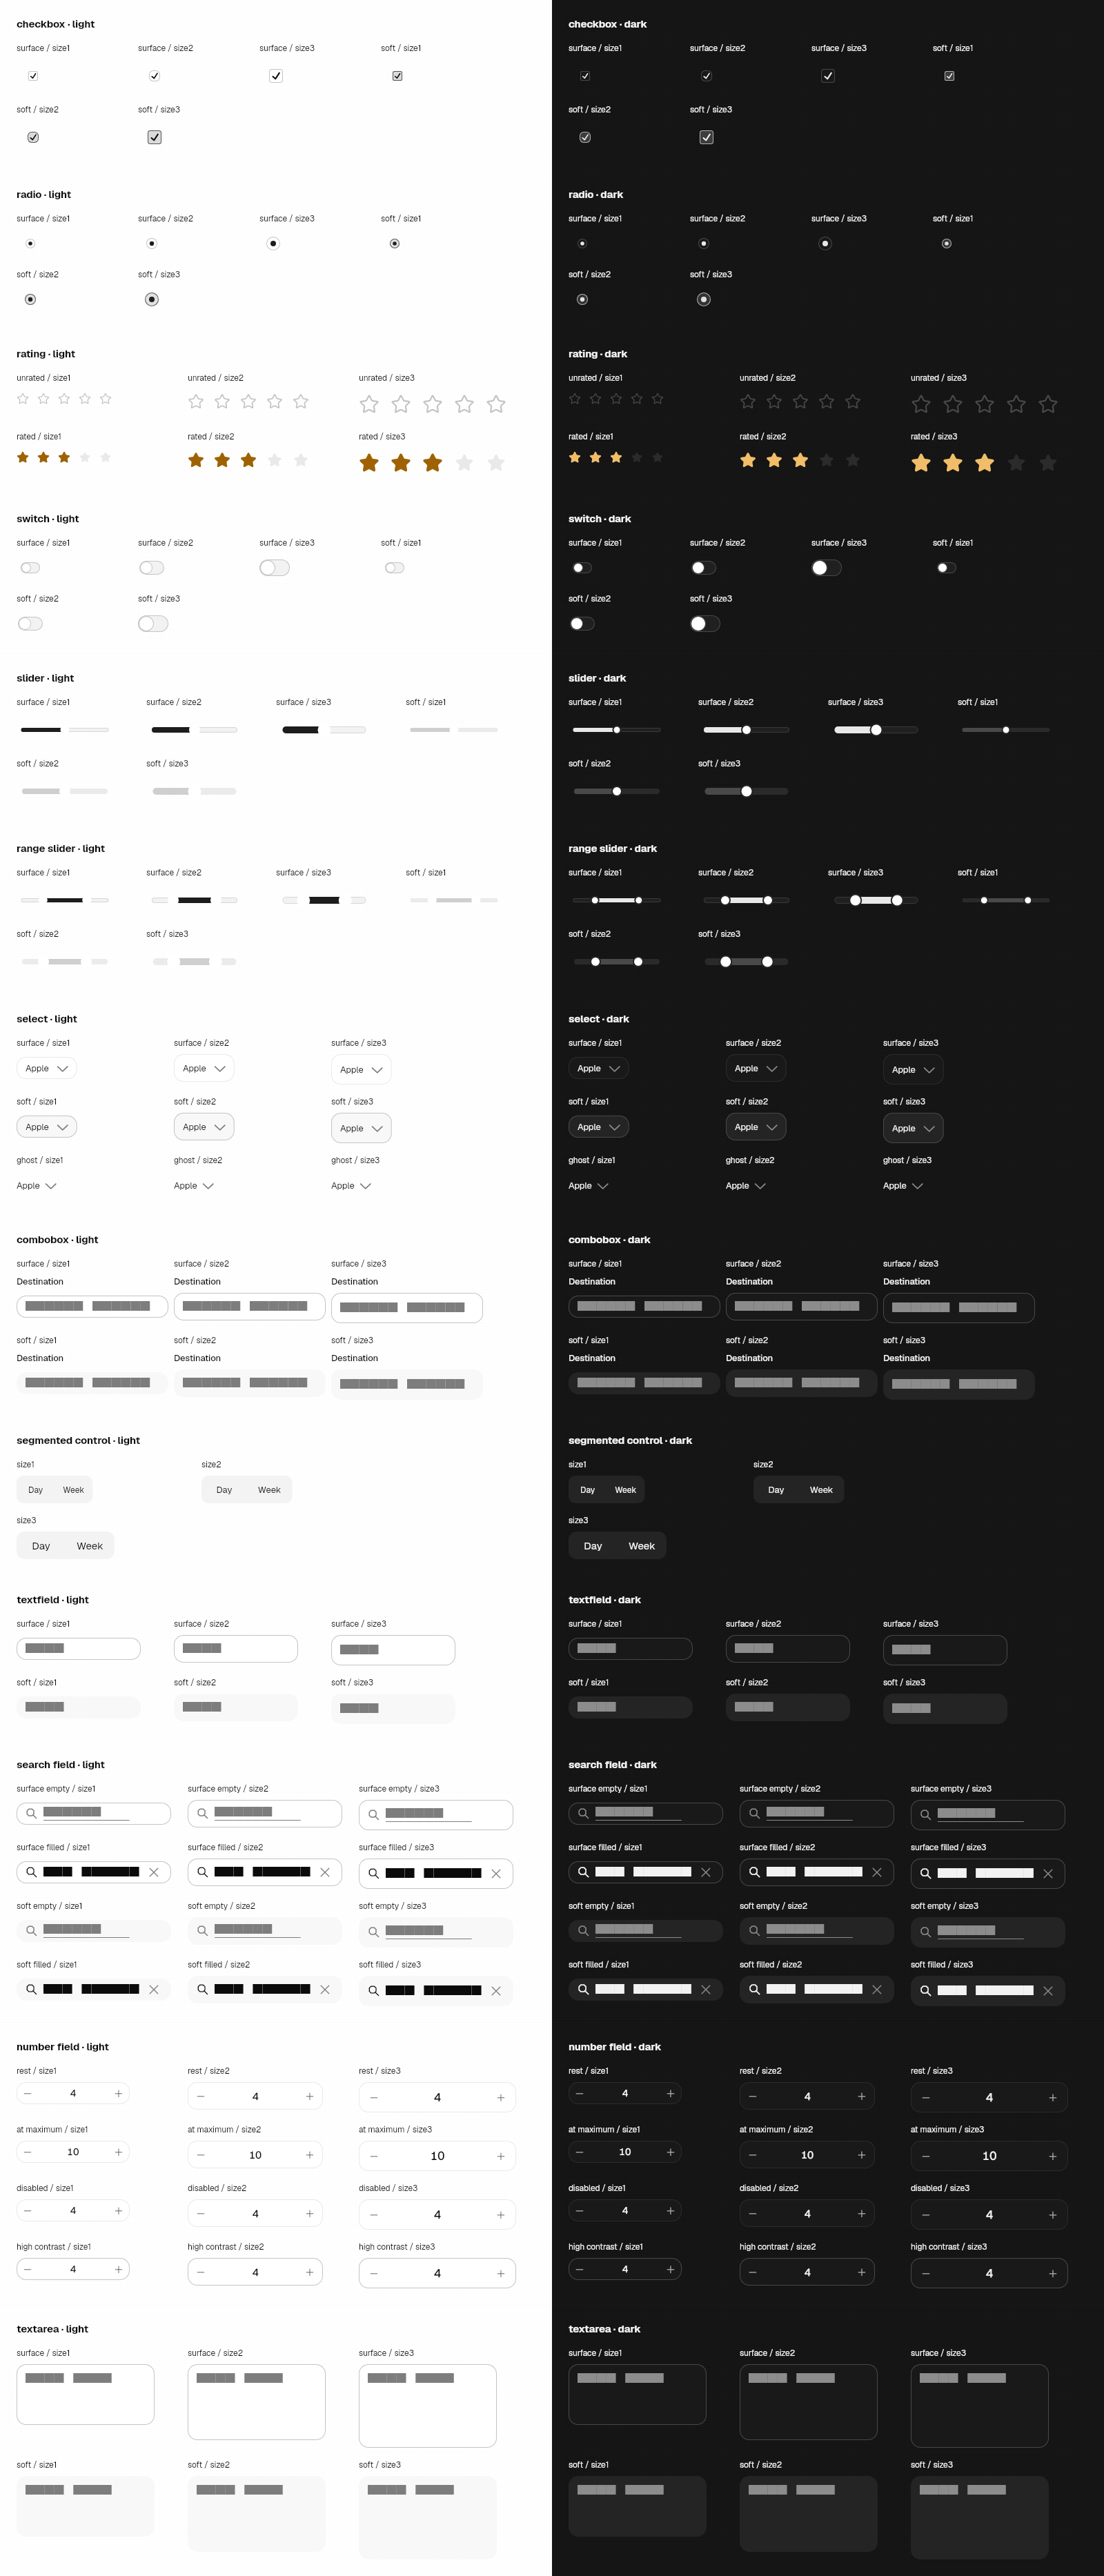 checkbox · light
surface / size1 surface / size2 surface / size3 soft / size1
soft / size2 soft / size3
radio · light
surface / size1 surface / size2 surface / size3 soft / size1
soft / size2 soft / size3
rating · light
unrated / size1 unrated / size2 unrated / size3
rated / size1 rated / size2 rated / size3
switch · light
surface / size1 surface / size2 surface / size3 soft / size1
soft / size2 soft / size3
slider · light
surface / size1 surface / size2 surface / size3 soft / size1
soft / size2 soft / size3
range slider · light
surface / size1 surface / size2 surface / size3 soft / size1
soft / size2 soft / size3
select · light
surface / size1 surface / size2 surface / size3
Apple Apple Apple
soft / size1 soft / size2 soft / size3
Apple Apple Apple
ghost / size1 ghost / size2 ghost / size3
Apple Apple Apple
combobox · light
surface / size1 surface / size2 surface / size3
Destination Destination Destination
soft / size1 soft / size2 soft / size3
Destination Destination Destination
segmented control · light
size1 size2
Day Week Day Week
size3
Day Week
textfield · light
surface / size1 surface / size2 surface / size3
soft / size1 soft / size2 soft / size3
search field · light
surface empty / size1 surface empty / size2 surface empty / size3
surface filled / size1 surface filled / size2 surface filled / size3
soft empty / size1 soft empty / size2 soft empty / size3
soft filled / size1 soft filled / size2 soft filled / size3
number field · light
rest / size1 rest / size2 rest / size3
4 4 4
at maximum / size1 at maximum / size2 at maximum / size3
10 10 10
disabled / size1 disabled / size2 disabled / size3
4 4 4
high contrast / size1 high contrast / size2 high contrast / size3
4 4 4
textarea · light
surface / size1 surface / size2 surface / size3
soft / size1 soft / size2 soft / size3
checkbox · dark
surface / size1 surface / size2 surface / size3 soft / size1
soft / size2 soft / size3
radio · dark
surface / size1 surface / size2 surface / size3 soft / size1
soft / size2 soft / size3
rating · dark
unrated / size1 unrated / size2 unrated / size3
rated / size1 rated / size2 rated / size3
switch · dark
surface / size1 surface / size2 surface / size3 soft / size1
soft / size2 soft / size3
slider · dark
surface / size1 surface / size2 surface / size3 soft / size1
soft / size2 soft / size3
range slider · dark
surface / size1 surface / size2 surface / size3 soft / size1
soft / size2 soft / size3
select · dark
surface / size1 surface / size2 surface / size3
Apple Apple Apple
soft / size1 soft / size2 soft / size3
Apple Apple Apple
ghost / size1 ghost / size2 ghost / size3
Apple Apple Apple
combobox · dark
surface / size1 surface / size2 surface / size3
Destination Destination Destination
soft / size1 soft / size2 soft / size3
Destination Destination Destination
segmented control · dark
size1 size2
Day Week Day Week
size3
Day Week
textfield · dark
surface / size1 surface / size2 surface / size3
soft / size1 soft / size2 soft / size3
search field · dark
surface empty / size1 surface empty / size2 surface empty / size3
surface filled / size1 surface filled / size2 surface filled / size3
soft empty / size1 soft empty / size2 soft empty / size3
soft filled / size1 soft filled / size2 soft filled / size3
number field · dark
rest / size1 rest / size2 rest / size3
4 4 4
at maximum / size1 at maximum / size2 at maximum / size3
10 10 10
disabled / size1 disabled / size2 disabled / size3
4 4 4
high contrast / size1 high contrast / size2 high contrast / size3
4 4 4
textarea · dark
surface / size1 surface / size2 surface / size3
soft / size1 soft / size2 soft / size3